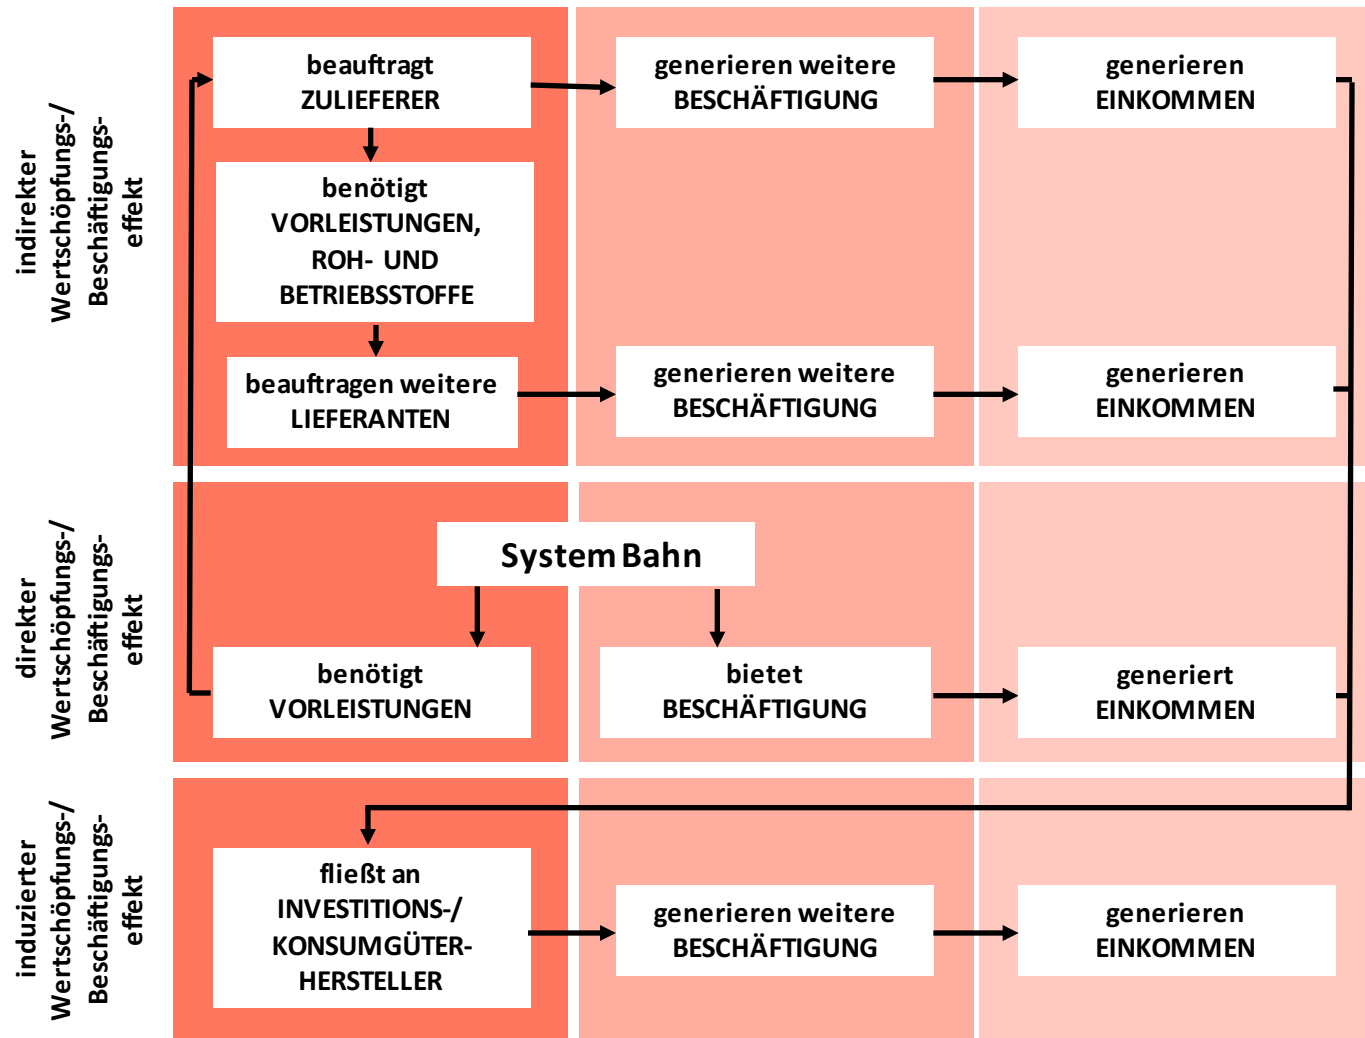 indirekter
Wertschöpfungs-/
Beschäftigungs-
effekt
beauftragt
ZULIEFERER
generieren weitere
BESCHÄFTIGUNG
generieren
EINKOMMEN
benötigt
VORLEISTUNGEN,
ROH- UND
BETRIEBSSTOFFE
beauftragen weitere
LIEFERANTEN
generieren weitere
BESCHÄFTIGUNG
generieren
EINKOMMEN
direkter
Wertschöpfungs-/
Beschäftigungs-
effekt
System Bahn
benötigt
VORLEISTUNGEN
bietet
BESCHÄFTIGUNG
generiert
EINKOMMEN
induzierter
Wertschöpfungs-/
Beschäftigungs-
effekt
fließt an
INVESTITIONS-/
KONSUMGÜTER-
HERSTELLER
generieren weitere
BESCHÄFTIGUNG
generieren
EINKOMMEN